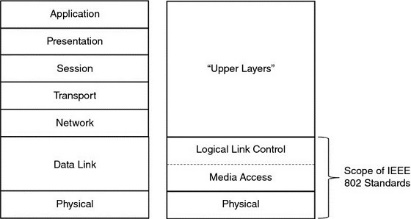 Application
Presentation
Session
Transport
Network
Data Link
Physical
“Upper Layers”
Logical Link Control
Media Access
Physical
Scope of IEEE
802 Standards